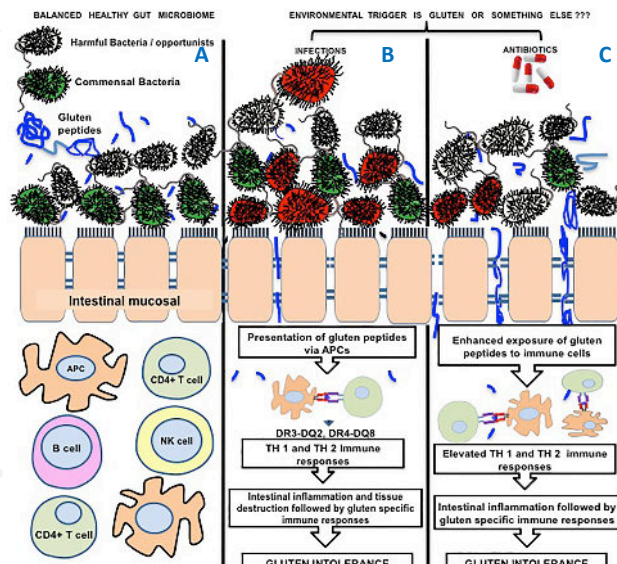 BALANCED HEALTHY GUT MICROBIOME
ENVIRONMENTAL TRIGGER IS GLUTEN OR SOMETHING ELSE ???
A
Harmful Bacteria / opportunists
Commensal Bacteria
Gluten
peptides
Intestinal mucosal
APC
CD4+ T cell
B cell
NK cell
CD4+ T cell
INFECTIONS
B
Presentation of gluten peptides
via APCs
DR3-DQ2, DR4-DQ8
TH 1 and TH 2 Immune
responses
Intestinal inflammation and tissue
destruction followed by gluten specific
immune responses
GLUTEN INTOLERANCE
ANTIBIOTICS
C
Enhanced exposure of gluten
peptides to immune cells
Elevated TH 1 and TH 2 immune
responses
Intestinal inflammation followed by
gluten specific immune responses
GLUTEN INTOLERANCE